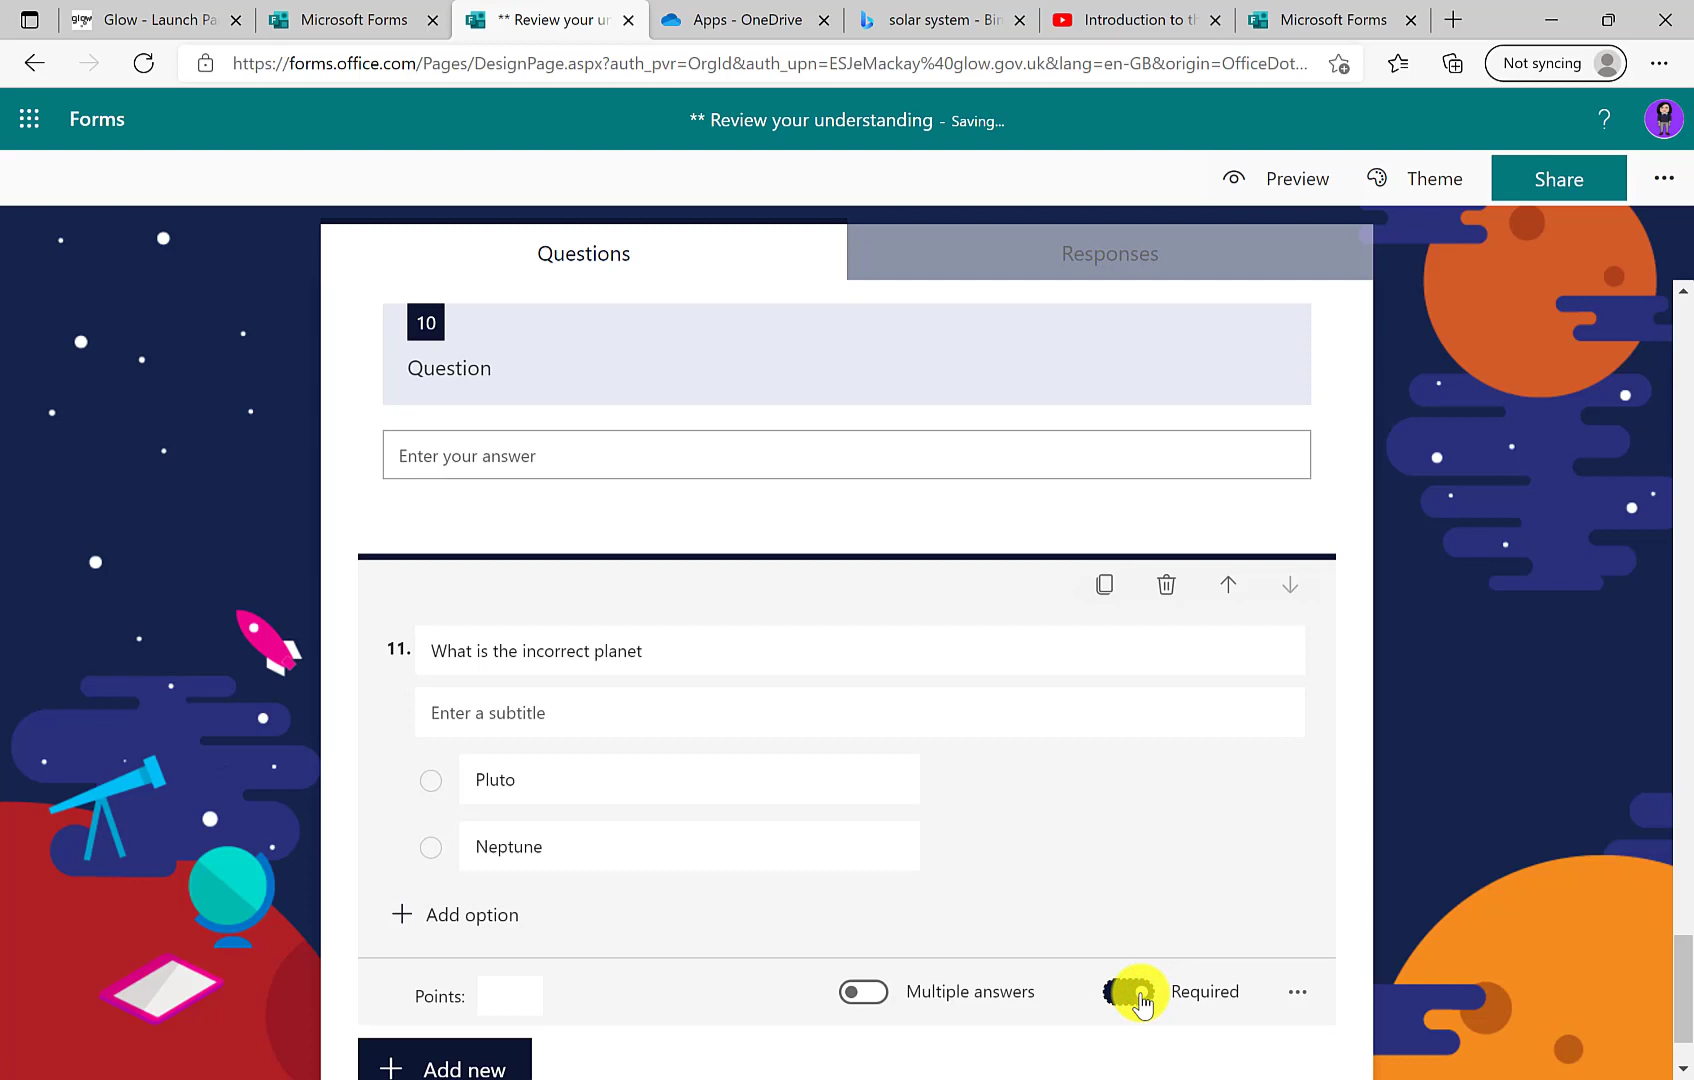 glow
Glow - Launch Pa
Microsoft Forms
** Review your un
Apps - OneDrive
solar system - Bin
Introduction to th
Microsoft Forms
https://forms.office.com/Pages/DesignPage.aspx?auth_pvr=OrgId&auth_upn=ESJeMackay%40glow.gov.uk&lang=en-GB&origin=OfficeDot...
Not syncing
Forms
** Review your understanding - Saving...
?
Preview
Theme
Share
Questions
Responses
10
Question
Enter your answer
11. What is the incorrect planet
Enter a subtitle
Pluto
Neptune
Add option
Points:
Multiple answers
Required
Add new